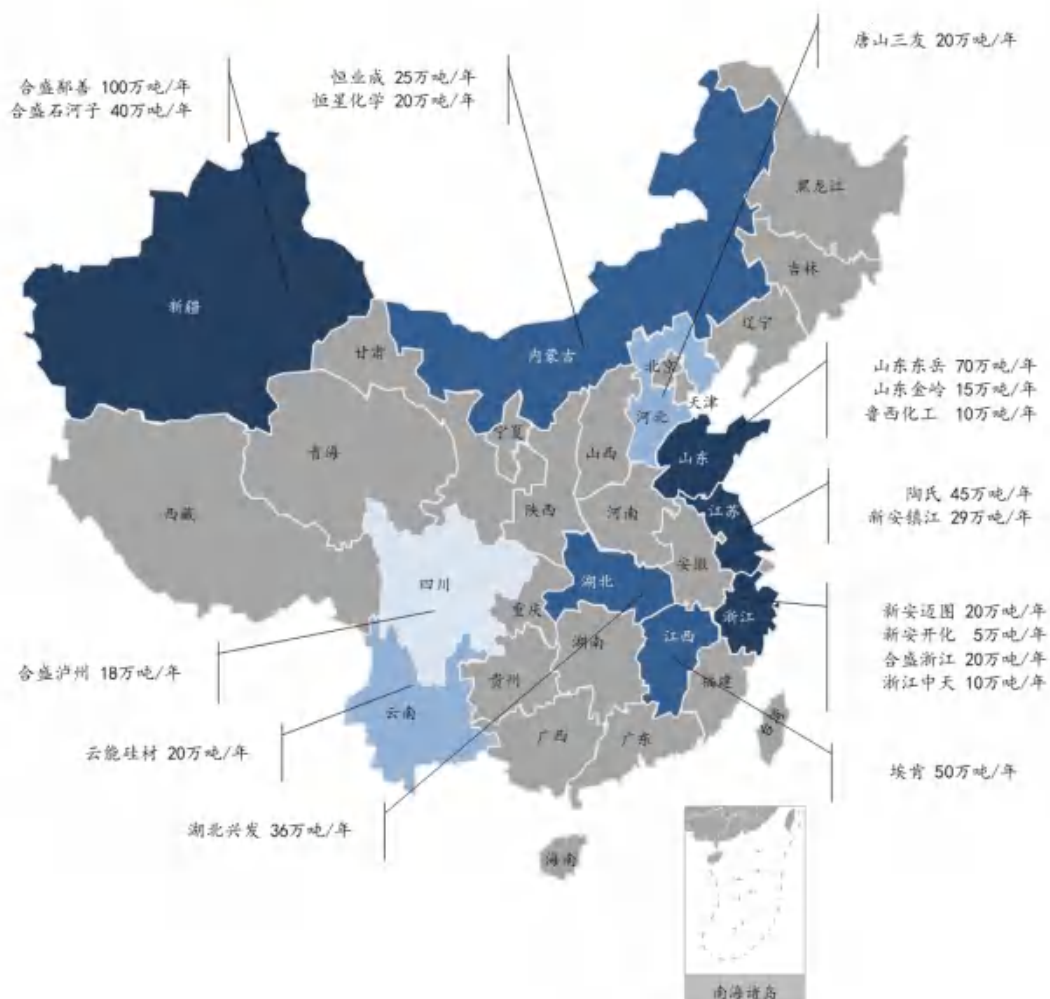 唐山三友 20万吨/年
合盛鄯善 100万吨/年
合盛石河子 40万吨/年
恒业成 25万吨/年
恒星化学 20万吨/年
黑龙江
吉林
辽宁
新疆
甘肃
内蒙古
北京
天津
河北
山东东岳 70万吨/年
山东金岭 15万吨/年
鲁西化工 10万吨/年
宁夏
青海
山西
山东
西藏
陕西
河南
江苏
陶氏 45万吨/年
新安镇江 29万吨/年
安徽
四川
湖北
重庆
浙江
江西
湖南
新安迈图 20万吨/年
新安开化 5万吨/年
合盛浙江 20万吨/年
浙江中天 10万吨/年
合盛泸州 18万吨/年
贵州
福建
云南
广西
广东
台湾
云能硅材 20万吨/年
埃肯 50万吨/年
湖北兴发 36万吨/年
海南
南海诸岛